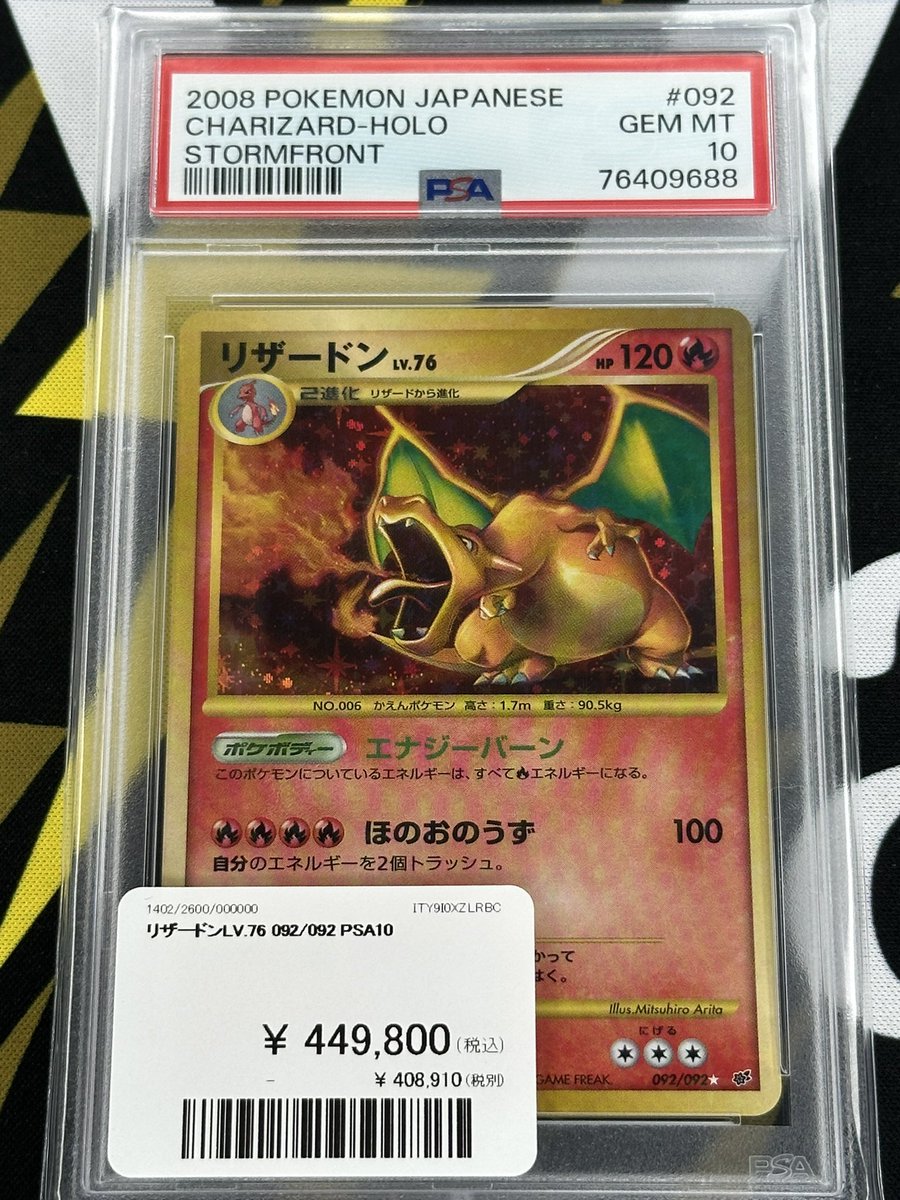 2008 POKEMON JAPANESE #092
CHARIZARD-HOLO GEM MT
STORMFRONT 10
PSA 76409688
リザードン LV.76 HP 120
2進化 リザードから進化
NO.006 かえんポケモン 高さ：1.7m 重さ：90.5kg
ポケボディー エナジーバーン
このポケモンについているエネルギーは、すべて エネルギーになる。
ほのおのうず 100
自分のエネルギーを2個トラッシュ。
かって
はく。
Illus.Mitsuhiro Arita
にげる
GAME FREAK. 092/092
1402/2600/000000 ITY9I0XZLRBC
リザードンLV.76 092/092 PSA10
¥ 449,800(税込)
- ¥ 408,910(税別)
PSA